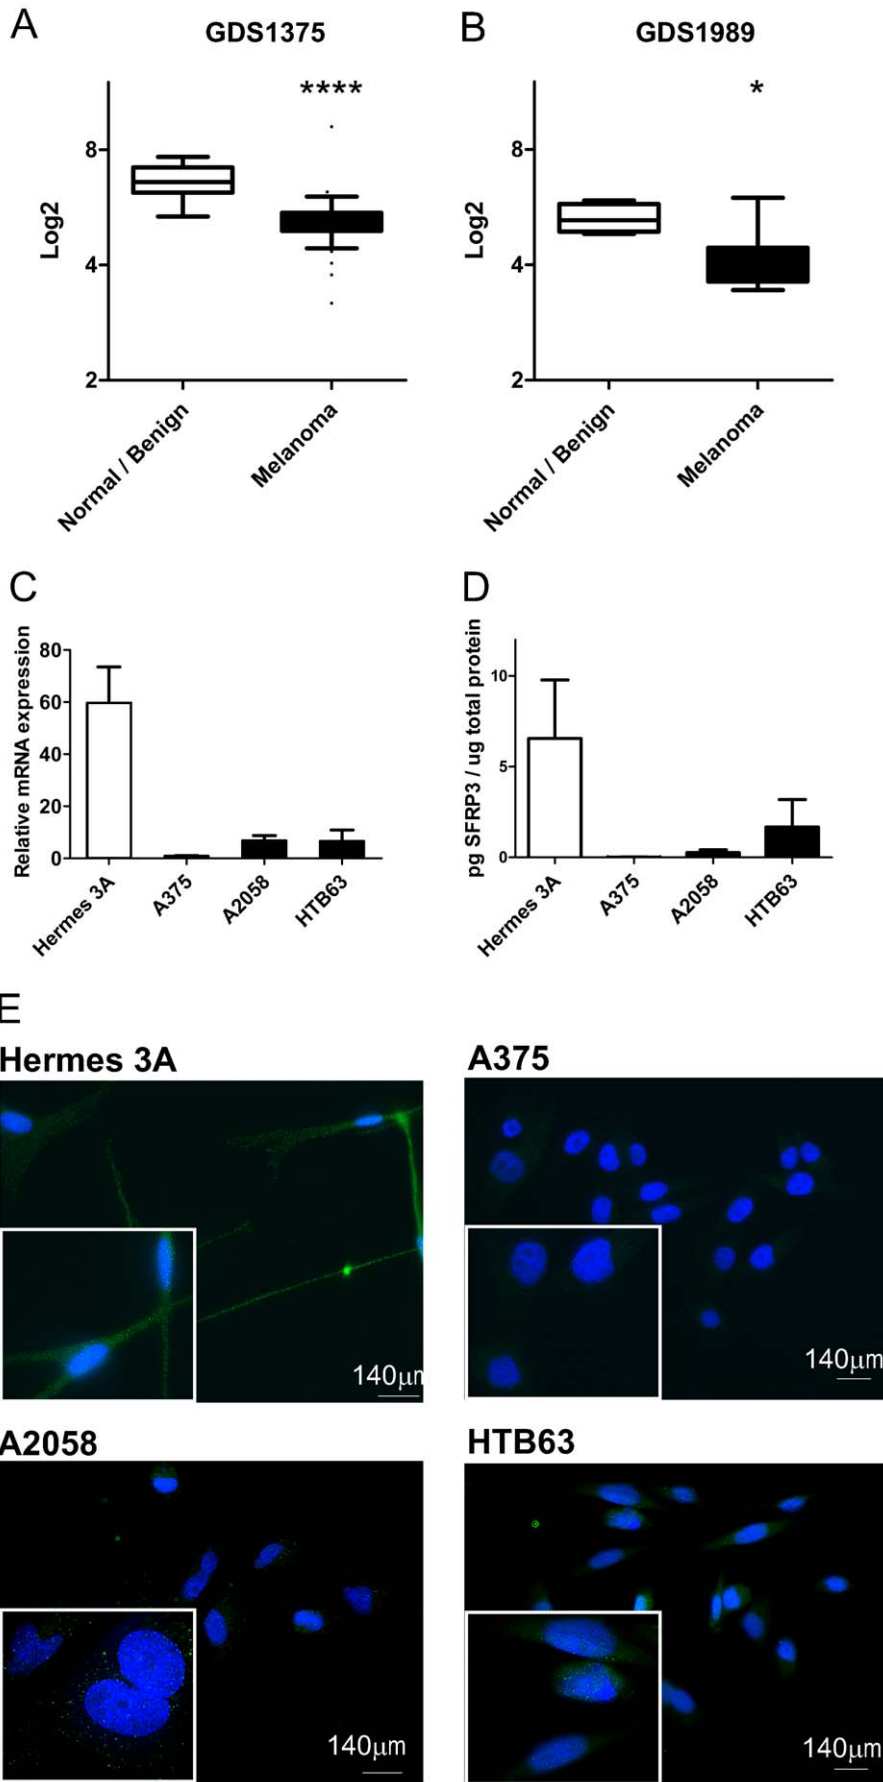 A
GDS1375
****
8
4
2
Log2
Normal / Benign
Melanoma
B
GDS1989
*
8
4
2
Log2
Normal / Benign
Melanoma
C
Relative mRNA expression
80
60
40
20
0
Hermes 3A
A375
A2058
HTB63
D
pg SFRP3 / ug total protein
10
5
0
Hermes 3A
A375
A2058
HTB63
E
Hermes 3A
140µm
A375
140µm
A2058
140µm
HTB63
140µm